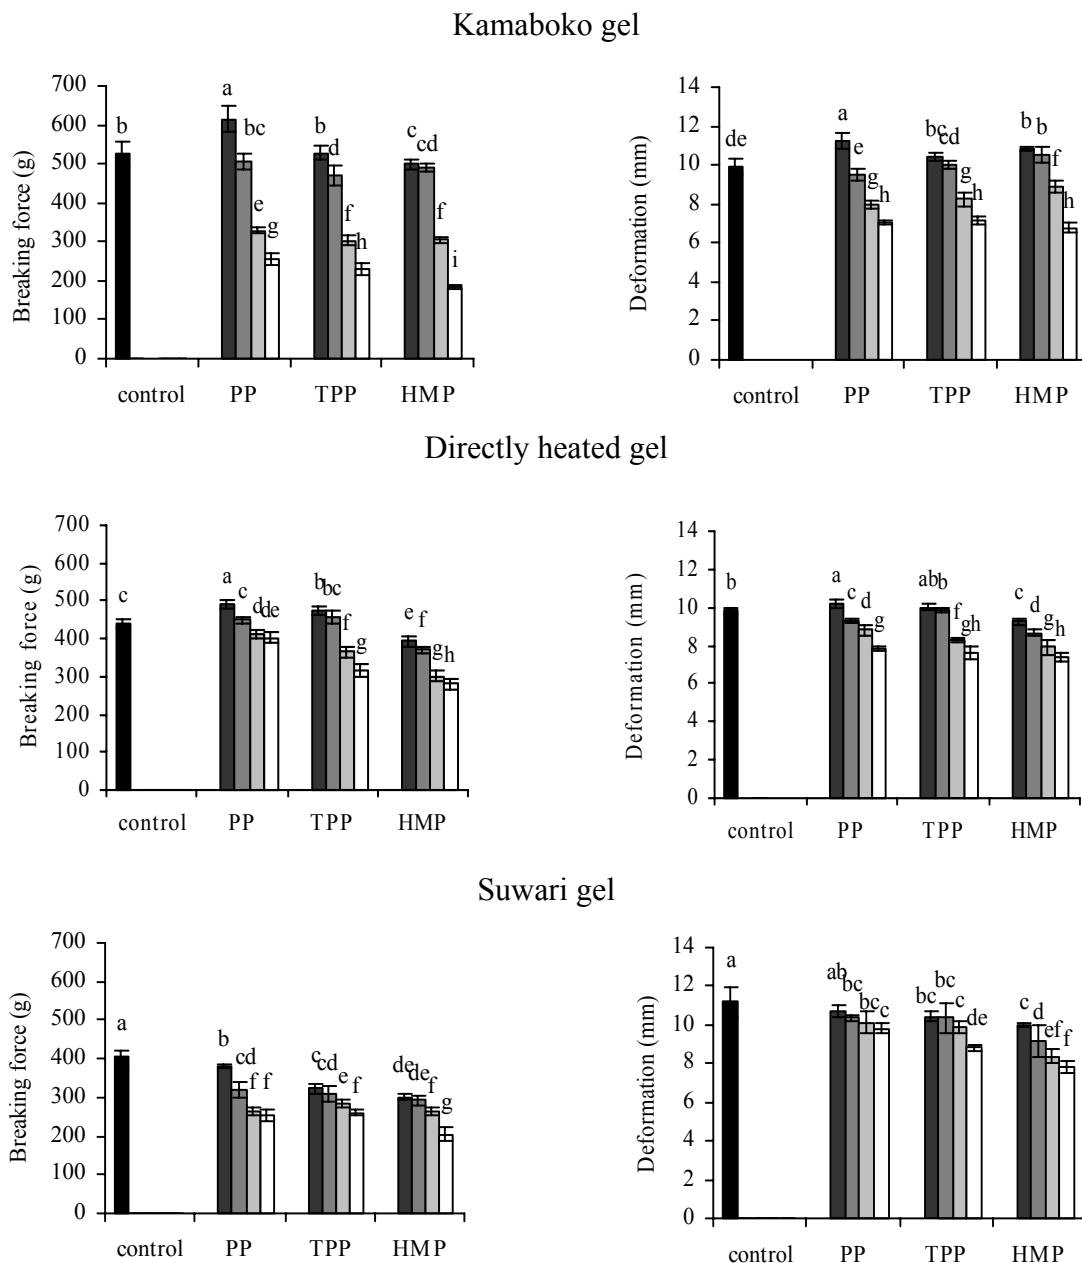 Kamaboko gel
Breaking force (g)
700
600
500
400
300
200
100
0
b
a
bc
e
g
b
d
f
h
c
cd
f
i
control PP TPP HMP
Deformation (mm)
14
12
10
8
6
4
2
0
de
a
e
g
h
bc
cd
g
h
b
b
f
h
control PP TPP HMP
Directly heated gel
Breaking force (g)
700
600
500
400
300
200
100
0
c
a
c
d
de
b
bc
f
g
e
f
g
h
control PP TPP HMP
Deformation (mm)
14
12
10
8
6
4
2
0
b
a
c
d
g
ab
b
f
gh
c
d
g
h
control PP TPP HMP
Suwari gel
Breaking force (g)
700
600
500
400
300
200
100
0
a
b
cd
f
f
c
cd
e
f
de
de
f
g
control PP TPP HMP
Deformation (mm)
14
12
10
8
6
4
2
0
a
ab
bc
bc
c
bc
bc
c
de
c
d
ef
f
control PP TPP HMP